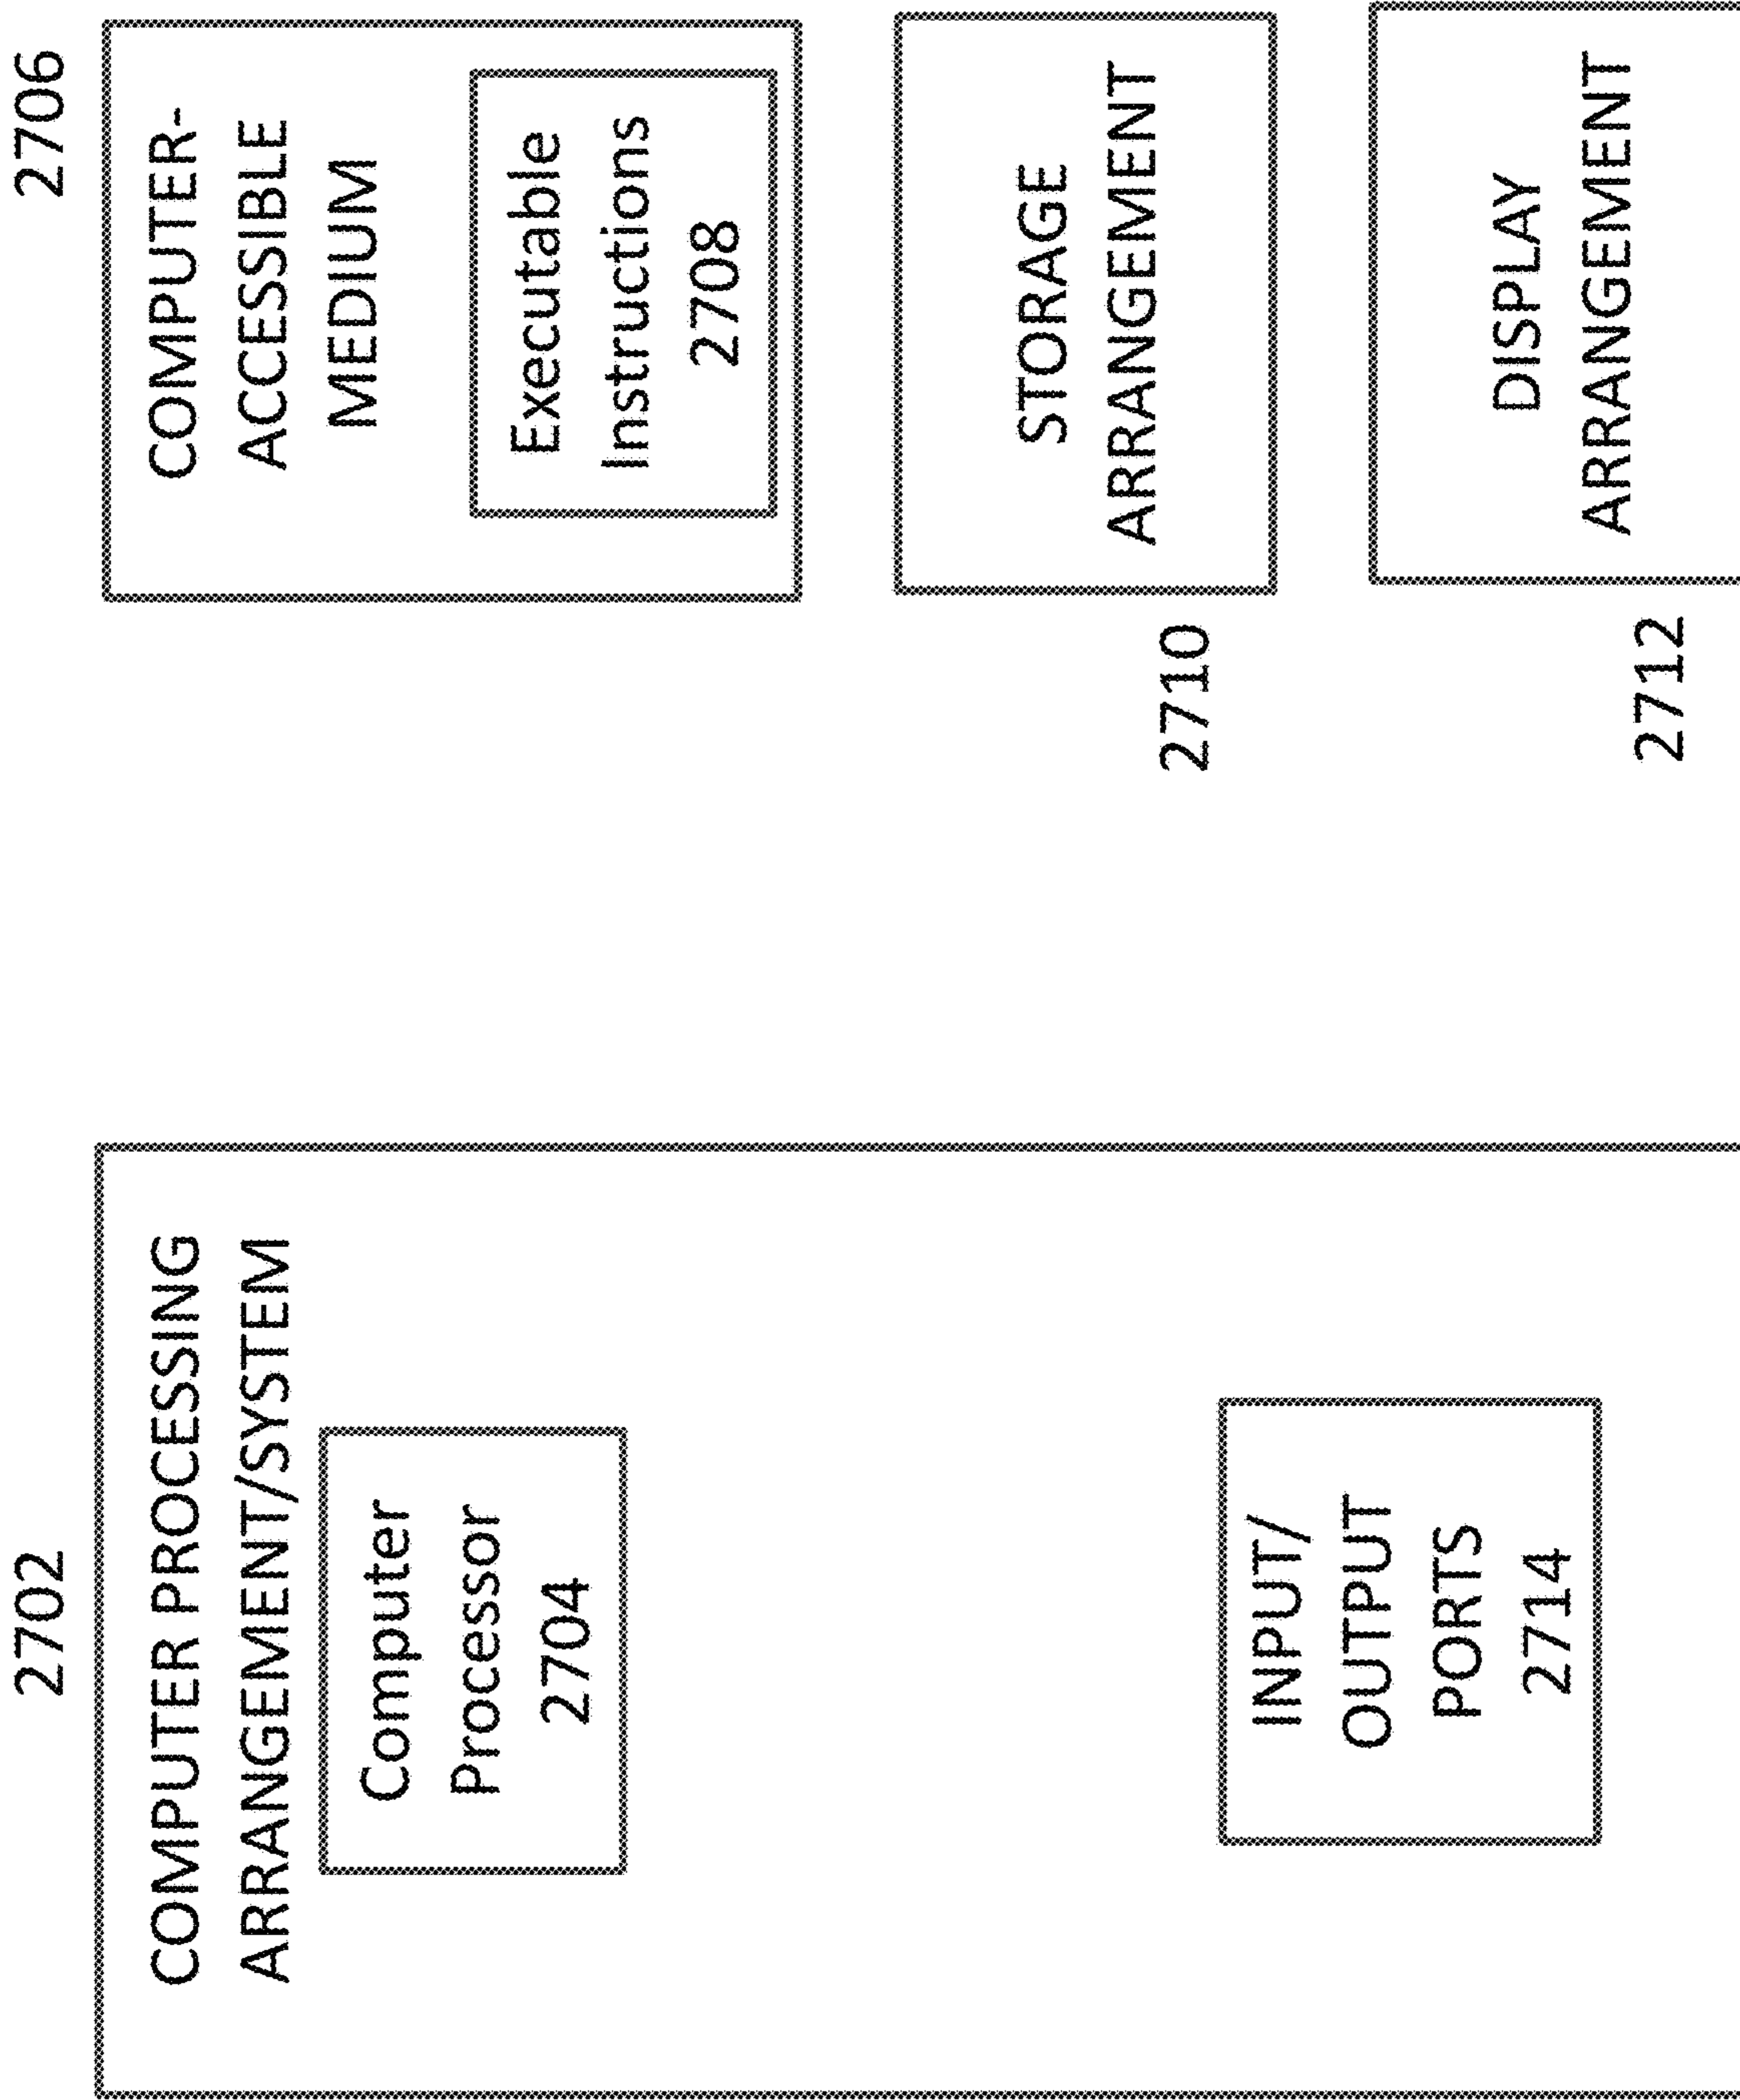 2702
COMPUTER PROCESSING
ARRANGEMENT/SYSTEM
Computer
Processor
2704
INPUT/
OUTPUT
PORTS
2714
2706
COMPUTER-
ACCESSIBLE
MEDIUM
Executable
Instructions
2708
STORAGE
ARRANGEMENT
2710
DISPLAY
ARRANGEMENT
2712